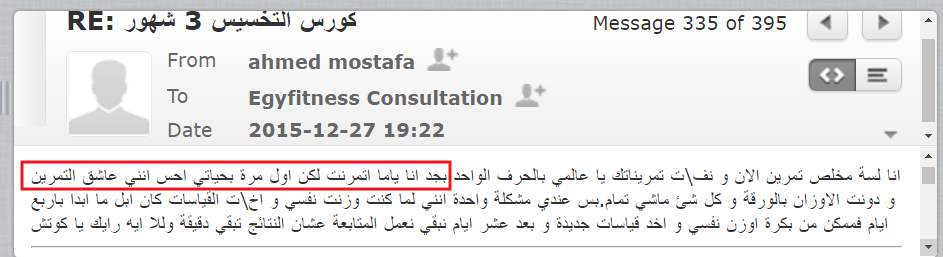 RE: كورس التخسيس 3 شهور
Message 335 of 395
From ahmed mostafa
To Egyfitness Consultation
Date 2015-12-27 19:22
انا لسة مخلص تمرين الان و نف\ت تمريناتك يا عالمي بالحرف الواحد بجد انا ياما اتمرنت لكن اول مرة بحياتي احس انني عاشق التمرين
و دونت الاوزان بالورقة و كل شئ ماشي تمام.بس عندي مشكلة واحدة انني لما كنت وزنت نفسي و اخ\ت القياسات كان ابل ما ابدا باربع
ايام فممكن من بكرة اوزن نفسي و اخد قياسات جديدة و بعد عشر ايام نبقي نعمل المتابعة عشان النتائج تبقي دقيقة وللا ايه رايك يا كوتش